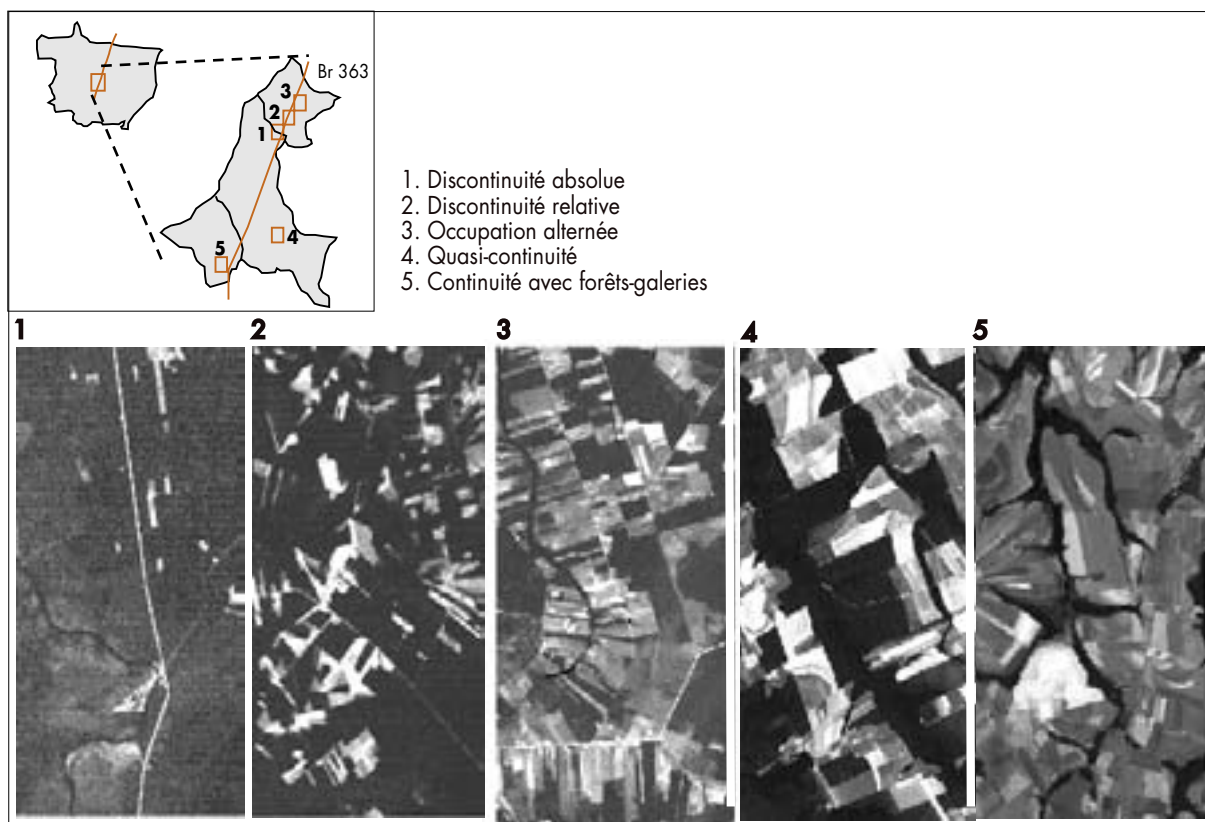 Br 363
3
2
1
4
5
1. Discontinuité absolue
2. Discontinuité relative
3. Occupation alternée
4. Quasi-continuité
5. Continuité avec forêts-galeries
1 2 3 4 5